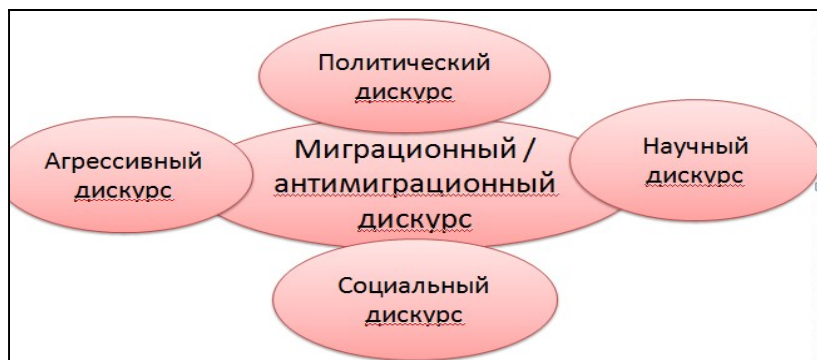 Политический
дискурс
Агрессивный
дискурс
Миграционный /
антимиграционный
дискурс
Научный
дискурс
Социальный
дискурс